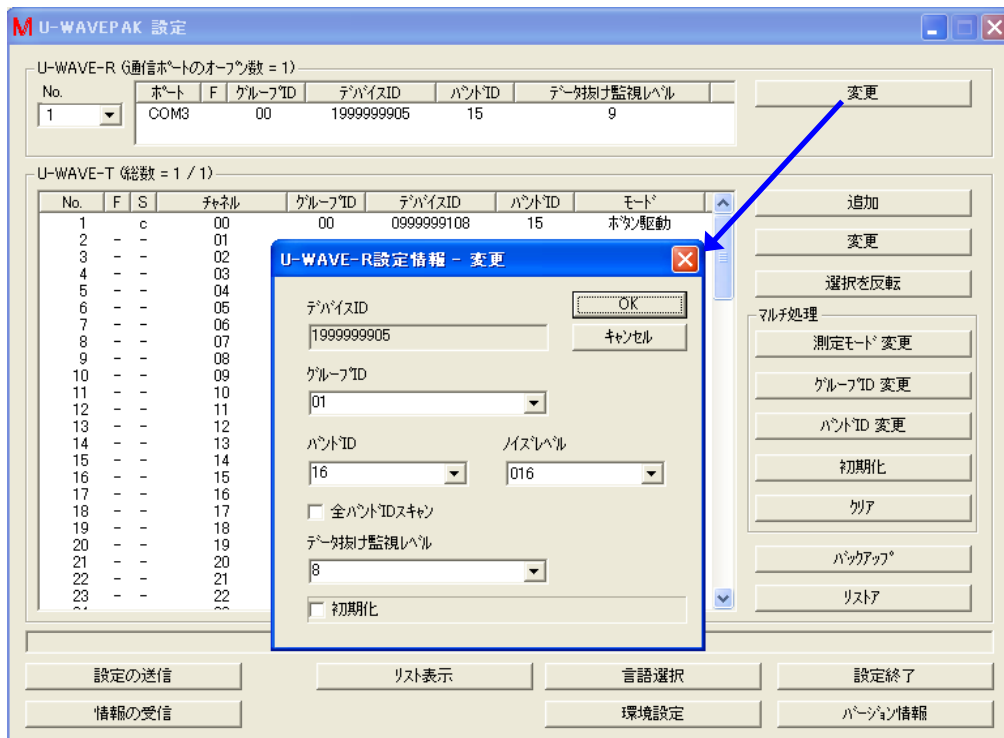 M U-WAVEPAK 設定
U-WAVE-R (通信ﾎﾟｰﾄのｵｰﾌﾟﾝ数 = 1)
No. ﾎﾟｰﾄ F ｸﾞﾙｰﾌﾟID ﾃﾞﾊﾞｲｽID ﾊﾞﾝﾄﾞID ﾃﾞｰﾀ抜け監視ﾚﾍﾞﾙ 変更
1 COM3 00 1999999905 15 9
U-WAVE-T (総数 = 1 / 1)
No. F S ﾁｬﾈﾙ ｸﾞﾙｰﾌﾟID ﾃﾞﾊﾞｲｽID ﾊﾞﾝﾄﾞID ﾓｰﾄﾞ
1 c 00 00 0999999108 15 ﾎﾞﾀﾝ駆動
2 - - 01
3 - - 02
4 - - 03
5 - - 04
6 - - 05
7 - - 06
8 - - 07
9 - - 08
10 - - 09
11 - - 10
12 - - 11
13 - - 12
14 - - 13
15 - - 14
16 - - 15
17 - - 16
18 - - 17
19 - - 18
20 - - 19
21 - - 20
22 - - 21
23 - - 22
追加
変更
選択を反転
ﾏﾙﾁ処理
測定ﾓｰﾄﾞ変更
ｸﾞﾙｰﾌﾟID 変更
ﾊﾞﾝﾄﾞID 変更
初期化
ｸﾘｱ
ﾊﾞｯｸｱｯﾌﾟ
ﾘｽﾄｱ
U-WAVE-R設定情報 - 変更
ﾃﾞﾊﾞｲｽID
1999999905
OK
ｷｬﾝｾﾙ
ｸﾞﾙｰﾌﾟID
01
ﾊﾞﾝﾄﾞID ﾉｲｽﾞﾚﾍﾞﾙ
16 016
全ﾊﾞﾝﾄﾞIDｽｷｬﾝ
ﾃﾞｰﾀ抜け監視ﾚﾍﾞﾙ
8
初期化
設定の送信 ﾘｽﾄ表示 言語選択 設定終了
情報の受信 環境設定 ﾊﾞｰｼﾞｮﾝ情報